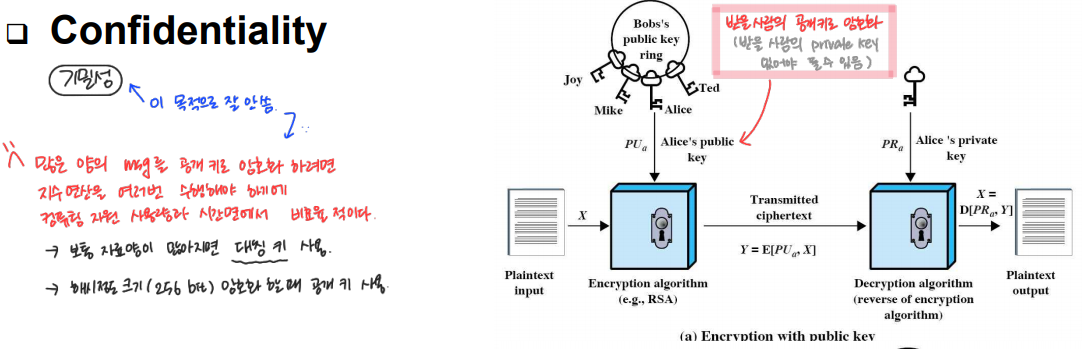 ❑ Confidentiality
기밀성
이 목적으로 잘 안씀.
많은 양의 msg를 공개 키로 암호화 하려면
지수 연산을 여러번 수행해야 하기에
컴퓨팅 자원 사용량과 시간면에서 비효율적이다.
→ 보통 자료양이 많아지면 대칭 키 사용.
→ 해시정도 크기(256 bit) 암호화 할때 공개 키 사용.
Bobs's
public key
ring
Joy
Mike
Alice
Ted
받을사람의 공개키로 암호화
(받을 사람의 private key
있어야 풀수 있음)
PUa
Alice's public
key
PRa
Alice 's private
key
X
Transmitted
ciphertext
Y = E[PUa, X]
X =
D[PRa, Y]
Plaintext
input
Encryption algorithm
(e.g., RSA)
Decryption algorithm
(reverse of encryption
algorithm)
Plaintext
output
(a) Encryption with public key